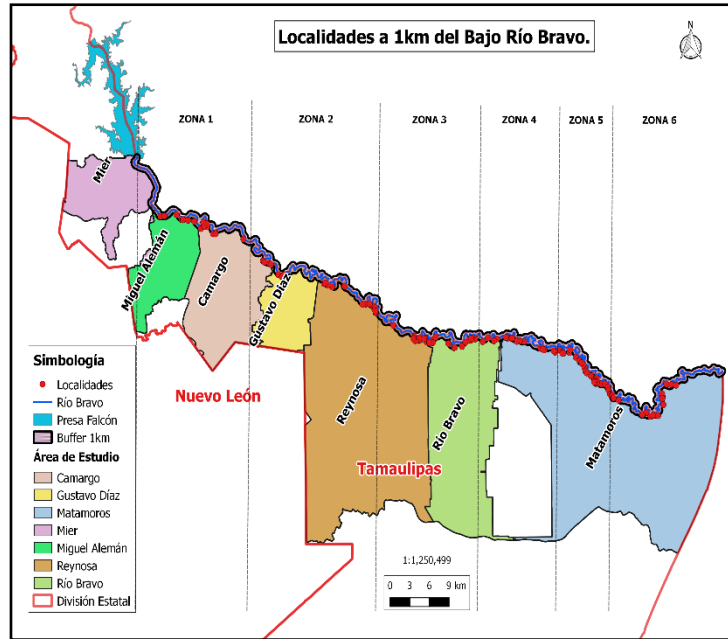 Localidades a 1km del Bajo Río Bravo.
N
ZONA 1
ZONA 2
ZONA 3
ZONA 4
ZONA 5
ZONA 6
Mier
Miguel Alemán
Camargo
Gustavo Díaz
Reynosa
Río Bravo
Matamoros
Nuevo León
Tamaulipas
Simbología
Localidades
Río Bravo
Presa Falcón
Buffer 1km
Área de Estudio
Camargo
Gustavo Díaz
Matamoros
Mier
Miguel Alemán
Reynosa
Río Bravo
División Estatal
1:1,250,499
0 3 6 9 km